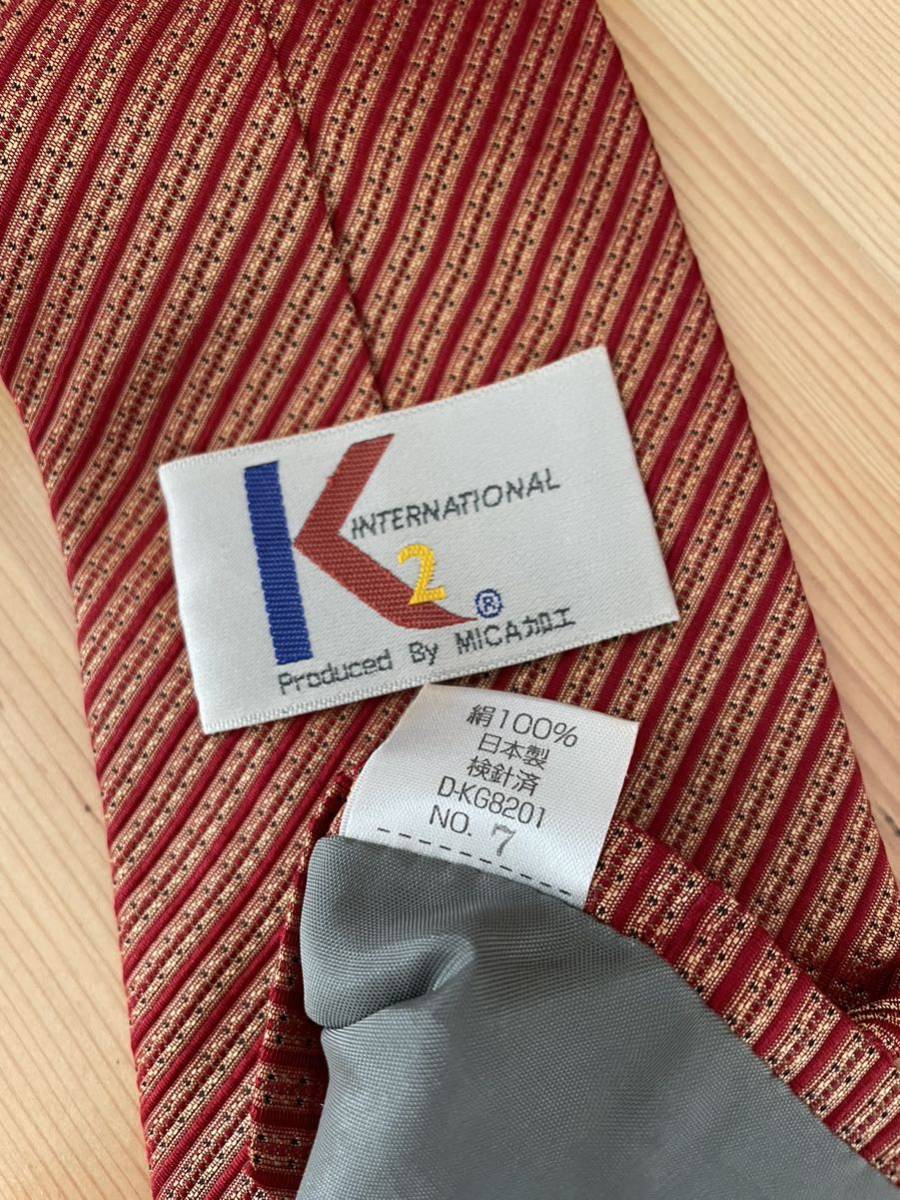 K INTERNATIONAL
2 ®
Produced By MICA加工
絹100%
日本製
検針済
D-KG8201
NO. 7